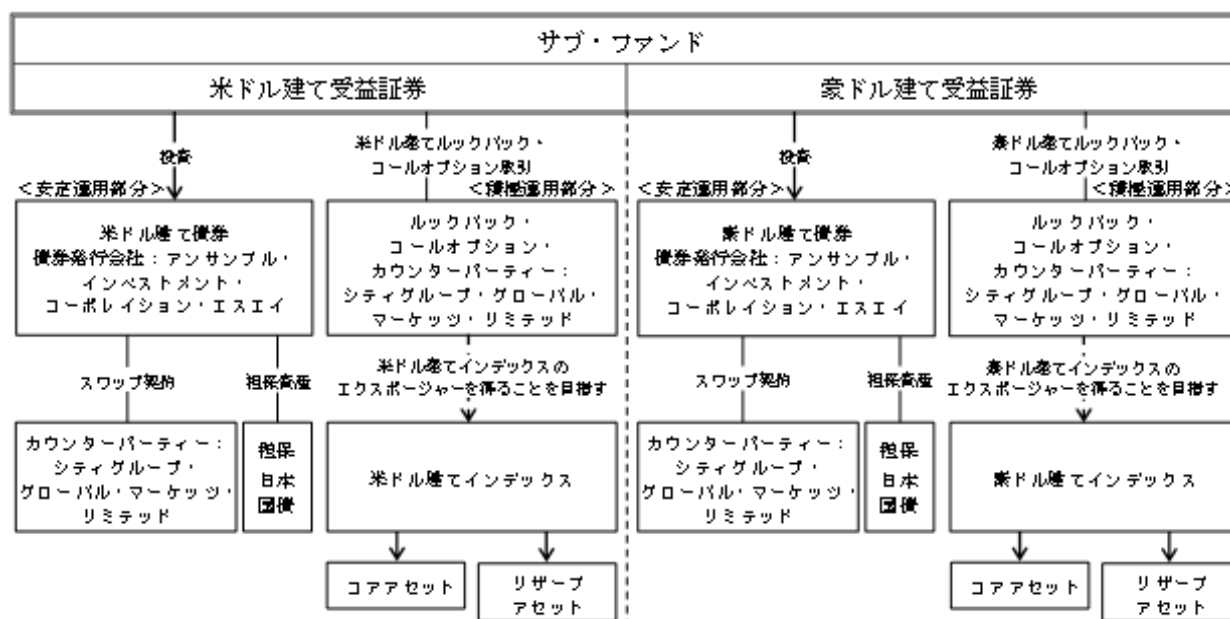 サブ・ファンド
米ドル建て受益証券
豪ドル建て受益証券
投資
米ドル建てルックバック・
コールオプション取引
<安定運用部分>
<積極運用部分>
米ドル建て債券
債券発行会社:アンサンブル・
インベストメント・
コーポレイション・エスエイ
ルックバック・
コールオプション・
カウンターパーティー:
シティグループ・グローバル・
マーケッツ・リミテッド
スワップ契約
担保資産
米ドル建てインデックスの
エクスポージャーを得ることを目指す
カウンターパーティー:
シティグループ・
グローバル・マーケッツ・
リミテッド
担保
日本
国債
米ドル建てインデックス
コアアセット
リザーブ
アセット
投資
豪ドル建てルックバック・
コールオプション取引
<安定運用部分>
<積極運用部分>
豪ドル建て債券
債券発行会社:アンサンブル・
インベストメント・
コーポレイション・エスエイ
ルックバック・
コールオプション・
カウンターパーティー:
シティグループ・グローバル・
マーケッツ・リミテッド
スワップ契約
担保資産
豪ドル建てインデックスの
エクスポージャーを得ることを目指す
カウンターパーティー:
シティグループ・
グローバル・マーケッツ・
リミテッド
担保
日本
国債
豪ドル建てインデックス
コアアセット
リザーブ
アセット